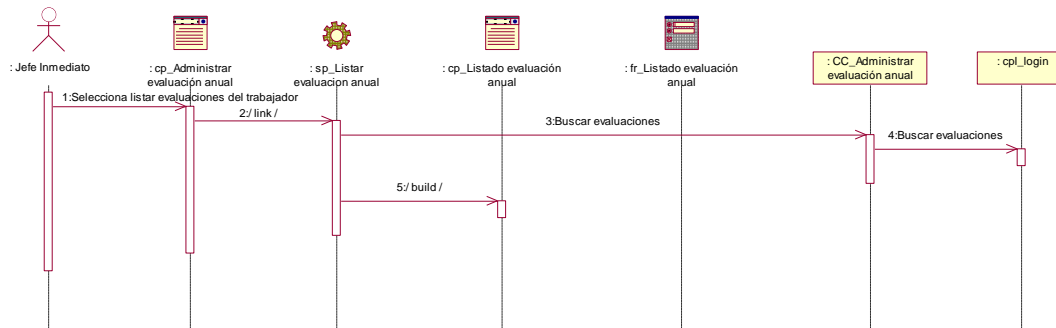 : Jefe Inmediato
: cp_Administrar
evaluación anual
: sp_Listar
evaluacion anual
: cp_Listado evaluación
anual
: fr_Listado evaluación
anual
: CC_Administrar
evaluación anual
: cpl_login
1:Selecciona listar evaluaciones del trabajador
2:/ link /
3:Buscar evaluaciones
4:Buscar evaluaciones
5:/ build /